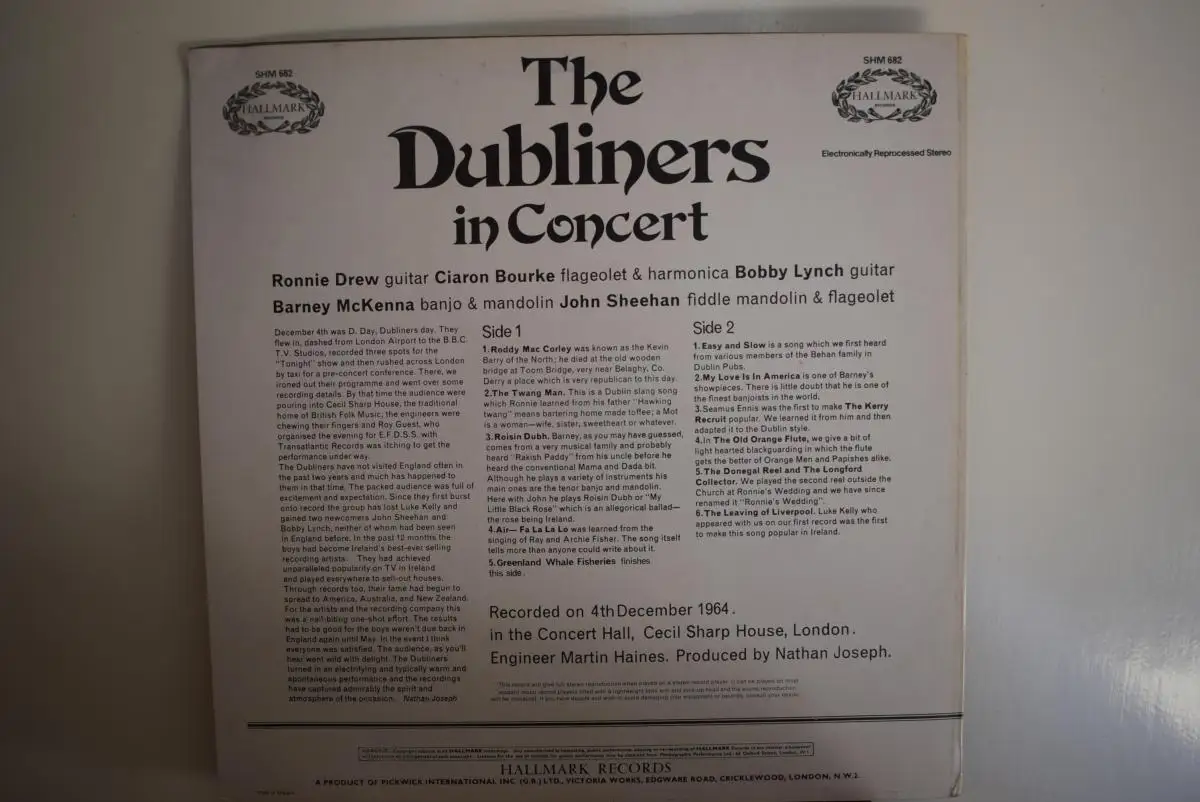 SHM 682
HALLMARK
RECORDS
SHM 682
HALLMARK
RECORDS
Electronically Reprocessed Stereo
The
Dubliners
in Concert
Ronnie Drew guitar Ciaron Bourke flageolet & harmonica Bobby Lynch guitar
Barney McKenna banjo & mandolin John Sheehan fiddle mandolin & flageolet
December 4th was D. Day, Dubliners day. They
flew in, dashed from London Airport to the B.B.C.
T.V. Studios, recorded three spots for the
"Tonight" show and then rushed across London
by taxi for a pre-concert conference. There, we
ironed out their programme and went over some
recording details. By that time the audience were
pouring into Cecil Sharp House, the traditional
home of British Folk Music, the engineers were
chewing their fingers and Roy Guest, who
organised the evening for E.F.D.S.S. with
Transatlantic Records was itching to get the
performance under way.
The Dubliners have not visited England often in
the past two years and much has happened to
them in that time. The packed audience was full of
excitement and expectation. Since they first burst
onto record the group has lost Luke Kelly and
gained two newcomers John Sheehan and
Bobby Lynch, neither of whom had been seen
in England before. In the past 12 months the
boys had become Ireland's best-ever selling
recording artists. They had achieved
unparalleled popularity on TV in Ireland
and played everywhere to sell-out houses.
Through records too, their fame had begun to
spread to America, Australia, and New Zealand.
For the artists and the recording company this
was a nail-biting one-shot effort. The results
had to be good for the boys weren't due back in
England again until May. In the event I think
everyone was satisfied. The audience, as you'll
hear went wild with delight. The Dubliners
turned in an electrifying and typically warm and
spontaneous performance and the recordings
have captured admirably the spirit and
atmosphere of the occasion. Nathan Joseph
Side 1
1.Roddy Mac Corley was known as the Kevin
Barry of the North; he died at the old wooden
bridge at Toom Bridge, very near Belaghy, Co.
Derry a place which is very republican to this day.
2.The Twang Man. This is a Dublin slang song
which Ronnie learned from his father "Hawking
twang" means bartering home made toffee; a Mot
is a woman—wife, sister, sweetheart or whatever.
3.Roisin Dubh. Barney, as you may have guessed,
comes from a very musical family and probably
heard "Rakish Paddy" from his uncle before he
heard the conventional Mama and Dada bit.
Although he plays a variety of instruments his
main ones are the tenor banjo and mandolin.
Here with John he plays Roisin Dubh or "My
Little Black Rose" which is an allegorical ballad—
the rose being Ireland.
4.Air— Fa La La Lo was learned from the
singing of Ray and Archie Fisher. The song itself
tells more than anyone could write about it.
5.Greenland Whale Fisheries finishes
this side.
Side 2
1.Easy and Slow is a song which we first heard
from various members of the Behan family in
Dublin Pubs.
2.My Love Is In America is one of Barney's
showpieces. There is little doubt that he is one of
the finest banjorists in the world.
3.Seamus Ennis was the first to make The Kerry
Recruit popular. We learned it from him and then
adapted it to the Dublin style.
4.In The Old Orange Flute, we give a bit of
light hearted blackguarding in which the flute
gets the better of Orange Men and Papishes alike.
5.The Donegal Reel and The Longford
Collector. We played the second reel outside the
Church at Ronnie's Wedding and we have since
renamed it "Ronnie's Wedding".
6.The Leaving of Liverpool. Luke Kelly who
appeared with us on our first record was the first
to make this song popular in Ireland.
Recorded on 4th December 1964.
in the Concert Hall, Cecil Sharp House, London.
Engineer Martin Haines. Produced by Nathan Joseph.
HALLMARK RECORDS
A PRODUCT OF PICKWICK INTERNATIONAL INC. (G.B.) LTD., VICTORIA WORKS, EDGWARE ROAD, CRICKLEWOOD, LONDON, N.W.2.